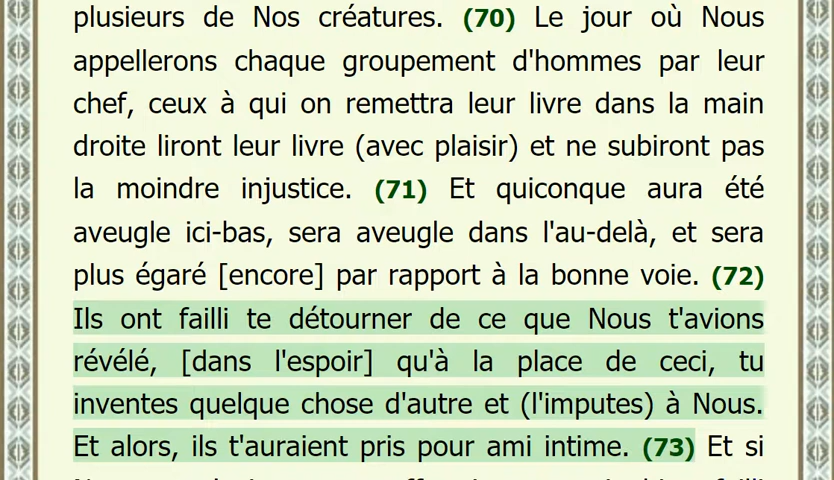 plusieurs de Nos créatures. (70) Le jour où Nous
appellerons chaque groupement d'hommes par leur
chef, ceux à qui on remettra leur livre dans la main
droite liront leur livre (avec plaisir) et ne subiront pas
la moindre injustice. (71) Et quiconque aura été
aveugle ici-bas, sera aveugle dans l'au-delà, et sera
plus égaré [encore] par rapport à la bonne voie. (72)
Ils ont failli te détourner de ce que Nous t'avions
révélé, [dans l'espoir] qu'à la place de ceci, tu
inventes quelque chose d'autre et (l'imputes) à Nous.
Et alors, ils t'auraient pris pour ami intime. (73) Et si